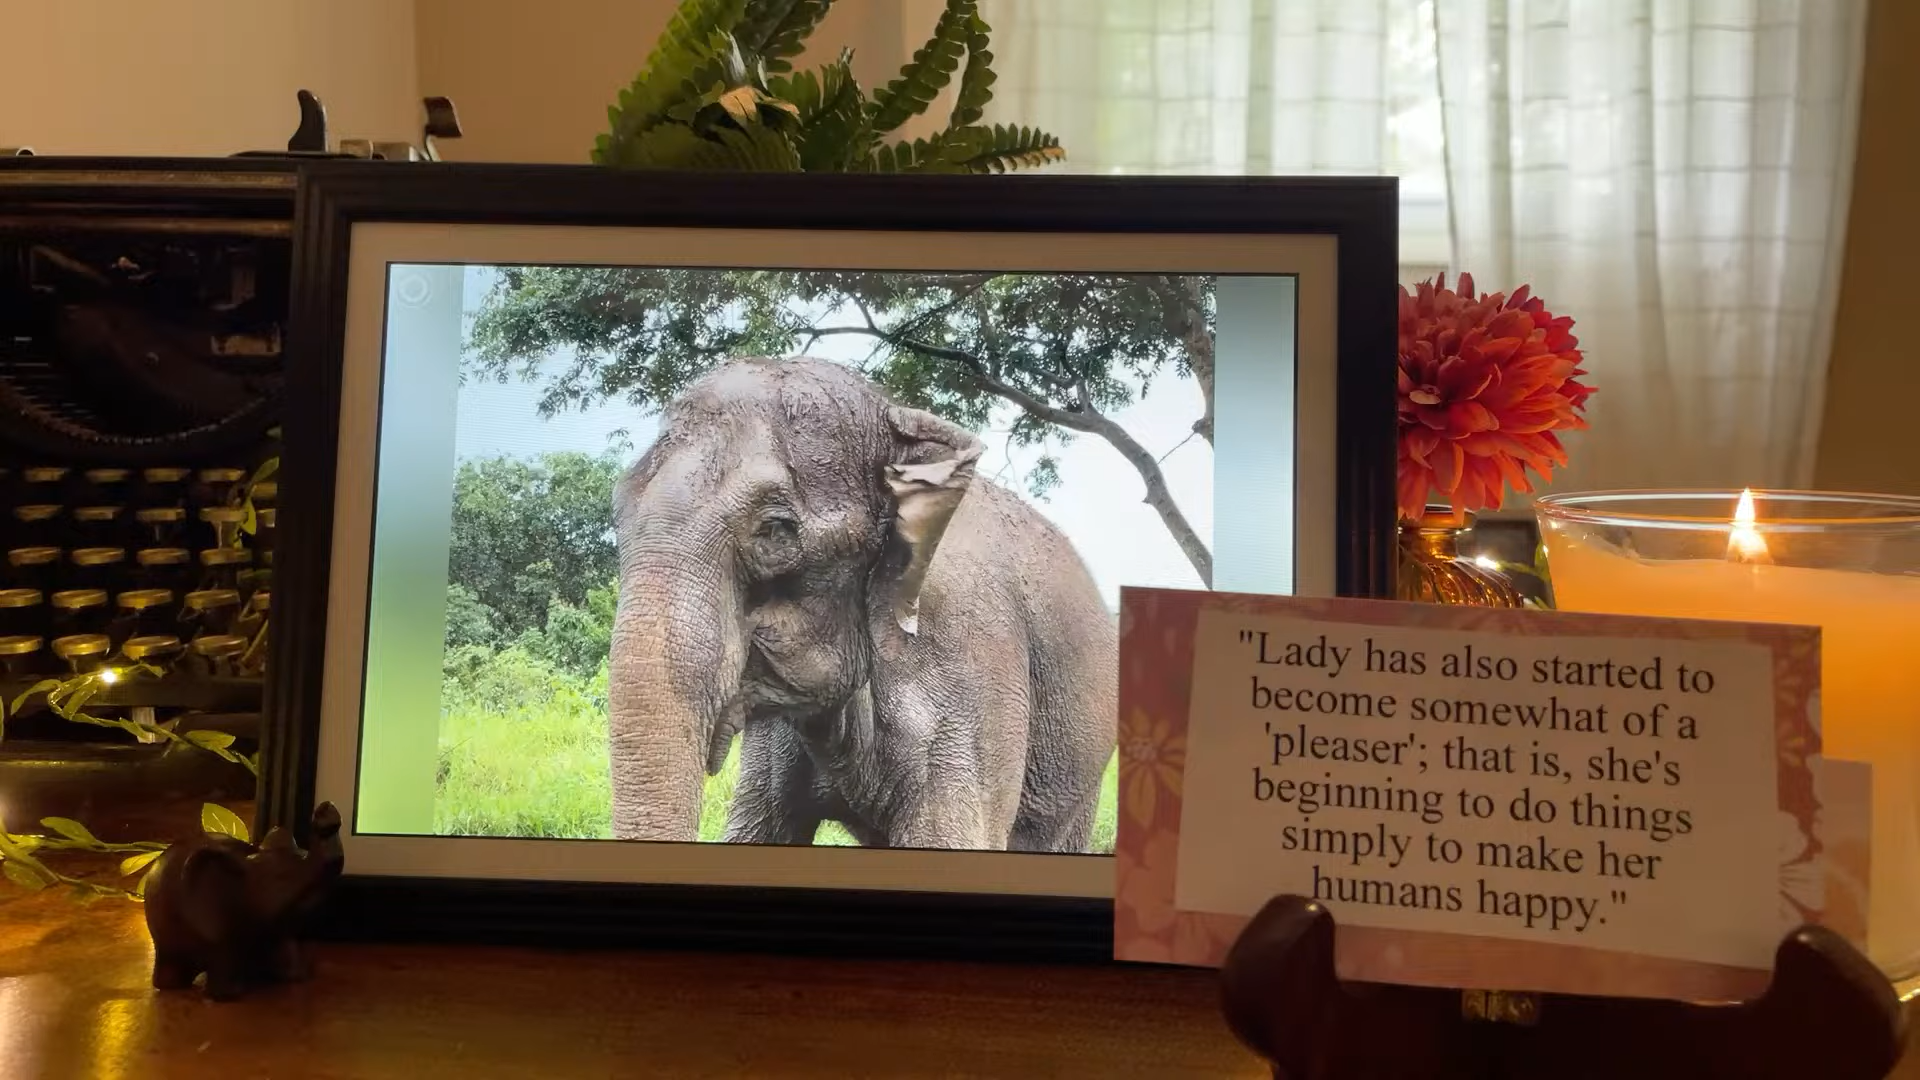 "Lady has also started to
become somewhat of a
'pleaser'; that is, she's
beginning to do things
simply to make her
humans happy."